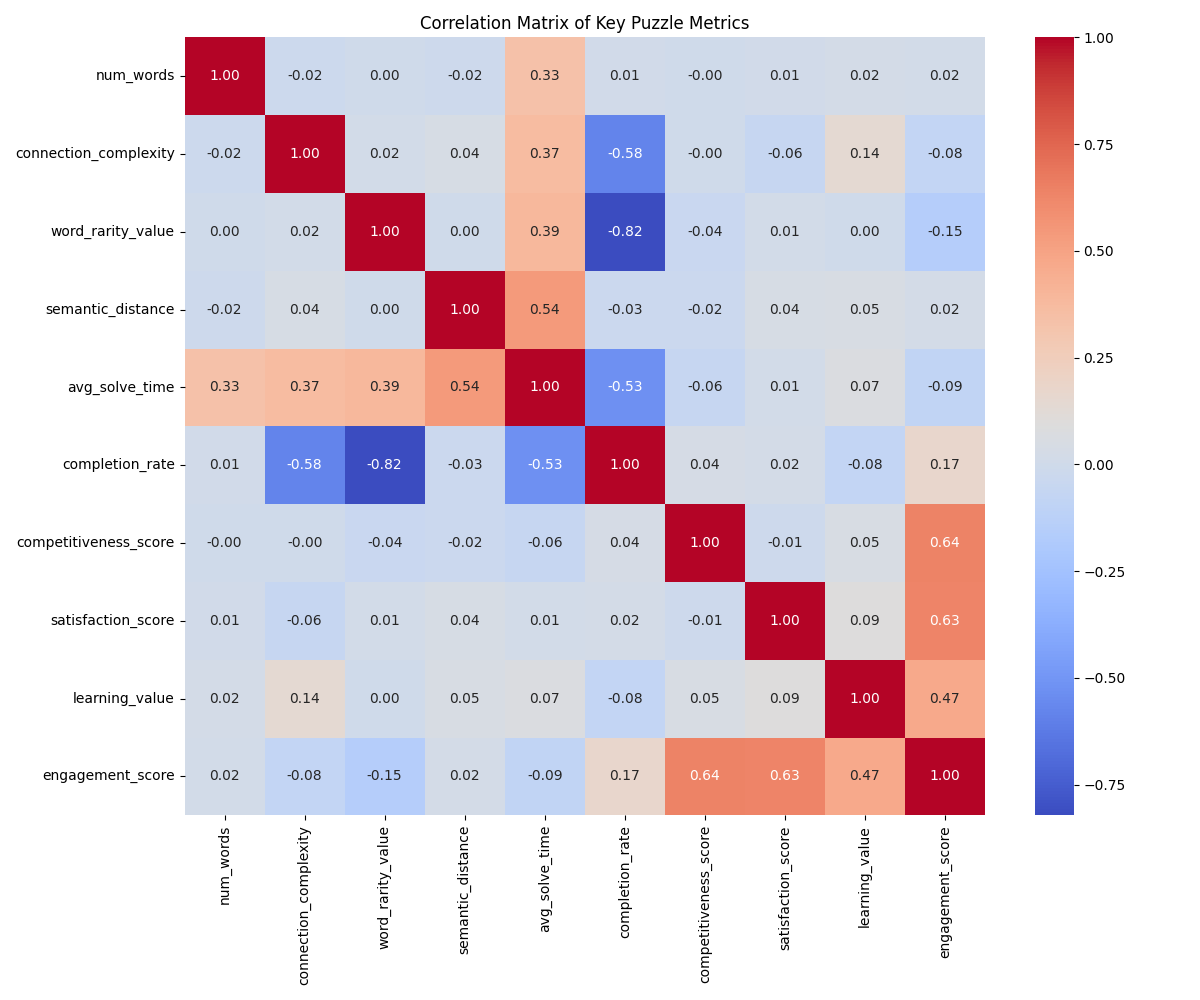 Correlation Matrix of Key Puzzle Metrics
num_words 1.00 -0.02 0.00 -0.02 0.33 0.01 -0.00 0.01 0.02 0.02
connection_complexity -0.02 1.00 0.02 0.04 0.37 -0.58 -0.00 -0.06 0.14 -0.08
word_rarity_value 0.00 0.02 1.00 0.00 0.39 -0.82 -0.04 0.01 0.00 -0.15
semantic_distance -0.02 0.04 0.00 1.00 0.54 -0.03 -0.02 0.04 0.05 0.02
avg_solve_time 0.33 0.37 0.39 0.54 1.00 -0.53 -0.06 0.01 0.07 -0.09
completion_rate 0.01 -0.58 -0.82 -0.03 -0.53 1.00 0.04 0.02 -0.08 0.17
competitiveness_score -0.00 -0.00 -0.04 -0.02 -0.06 0.04 1.00 -0.01 0.05 0.64
satisfaction_score 0.01 -0.06 0.01 0.04 0.01 0.02 -0.01 1.00 0.09 0.63
learning_value 0.02 0.14 0.00 0.05 0.07 -0.08 0.05 0.09 1.00 0.47
engagement_score 0.02 -0.08 -0.15 0.02 -0.09 0.17 0.64 0.63 0.47 1.00
num_words
connection_complexity
word_rarity_value
semantic_distance
avg_solve_time
completion_rate
competitiveness_score
satisfaction_score
learning_value
engagement_score
1.00
0.75
0.50
0.25
0.00
−0.25
−0.50
−0.75